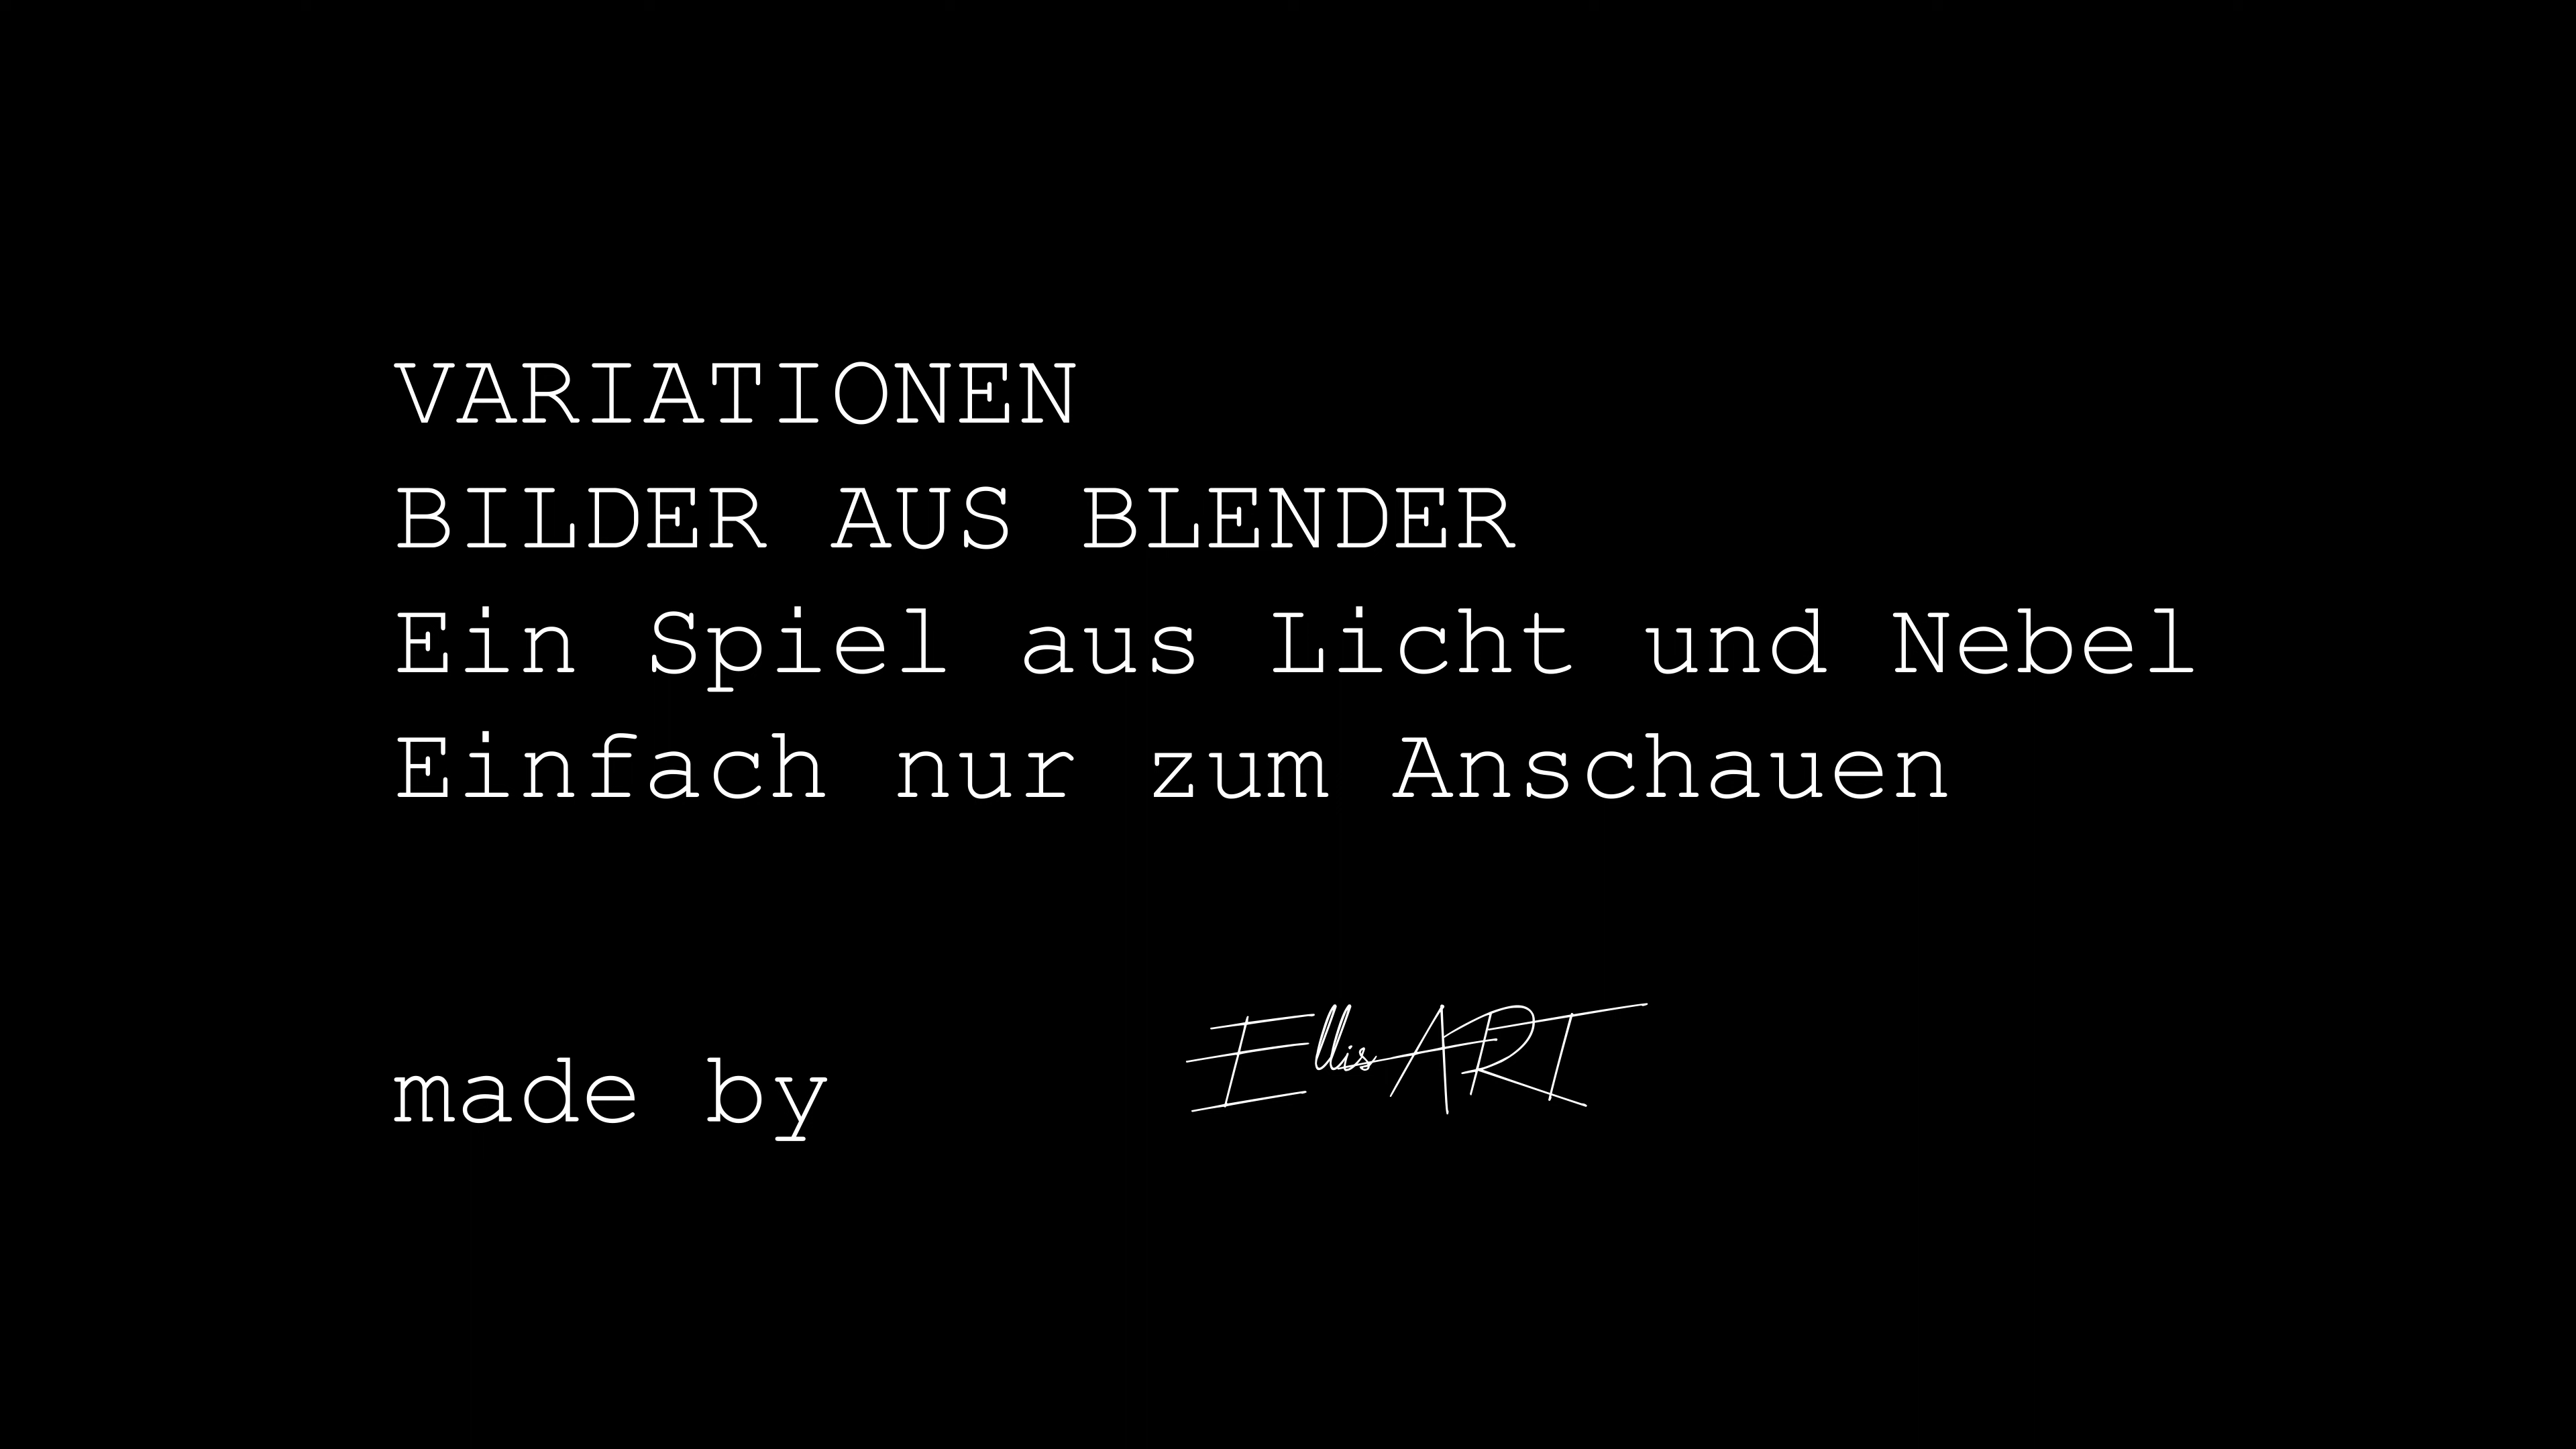 VARIATIONEN
BILDER AUS BLENDER
Ein Spiel aus Licht und Nebel
Einfach nur zum Anschauen
made by
Ellis ART